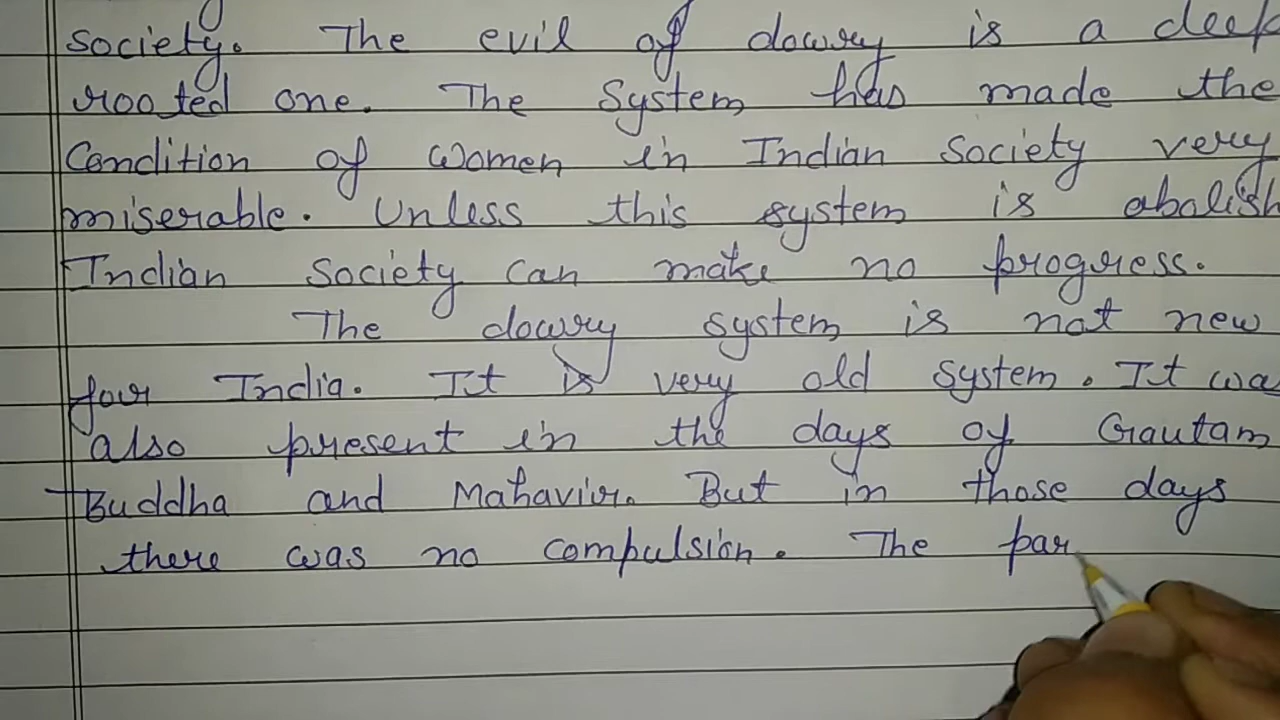 society. The evil of dowry is a deep
rooted one. The System has made the
Condition of women in Indian society very
miserable. Unless this system is abolish
Indian society can make no progress.
The dowry system is not new
for India. It is very old system. It was
also present in the days of Gautam
Buddha and Mahavir. But in those days
there was no compulsion. The par